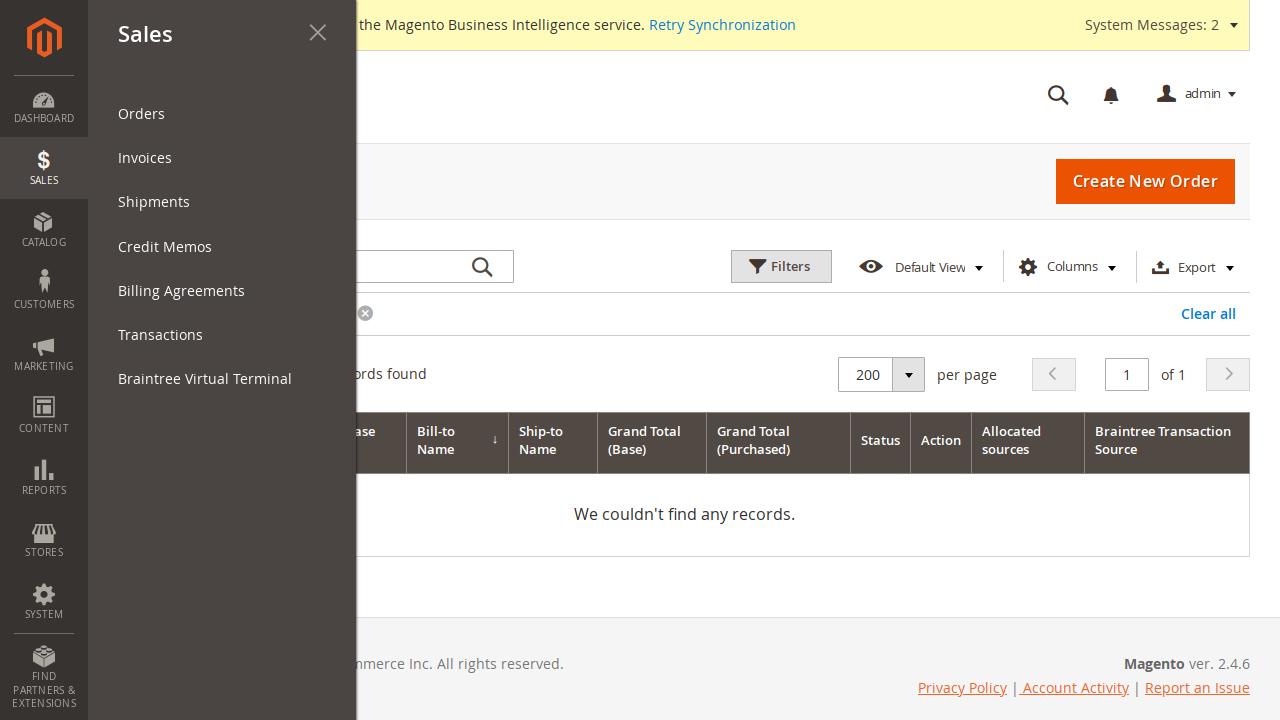 Sales
the Magento Business Intelligence service. Retry Synchronization
System Messages: 2
DASHBOARD
SALES
CATALOG
CUSTOMERS
MARKETING
CONTENT
REPORTS
STORES
SYSTEM
FIND
PARTNERS &
EXTENSIONS
Orders
Invoices
Shipments
Credit Memos
Billing Agreements
Transactions
Braintree Virtual Terminal
admin
Create New Order
Filters
Default View
Columns
Export
Clear all
ords found
200
per page
1
of 1
ase
Bill-to
Name
↓
Ship-to
Name
Grand Total
(Base)
Grand Total
(Purchased)
Status
Action
Allocated
sources
Braintree Transaction
Source
We couldn't find any records.
mmerce Inc. All rights reserved.
Magento ver. 2.4.6
Privacy Policy | Account Activity | Report an Issue